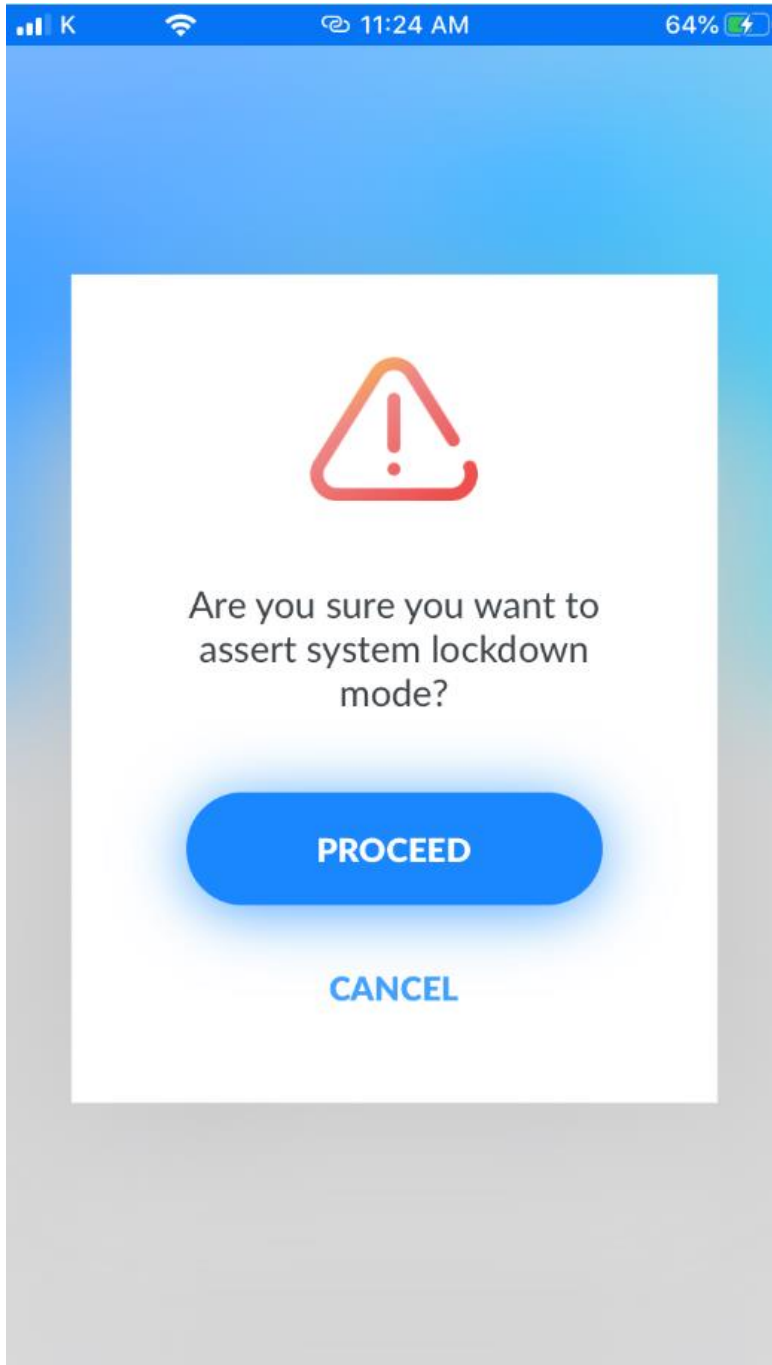 K 11:24 AM 64%
Are you sure you want to
assert system lockdown
mode?
PROCEED
CANCEL